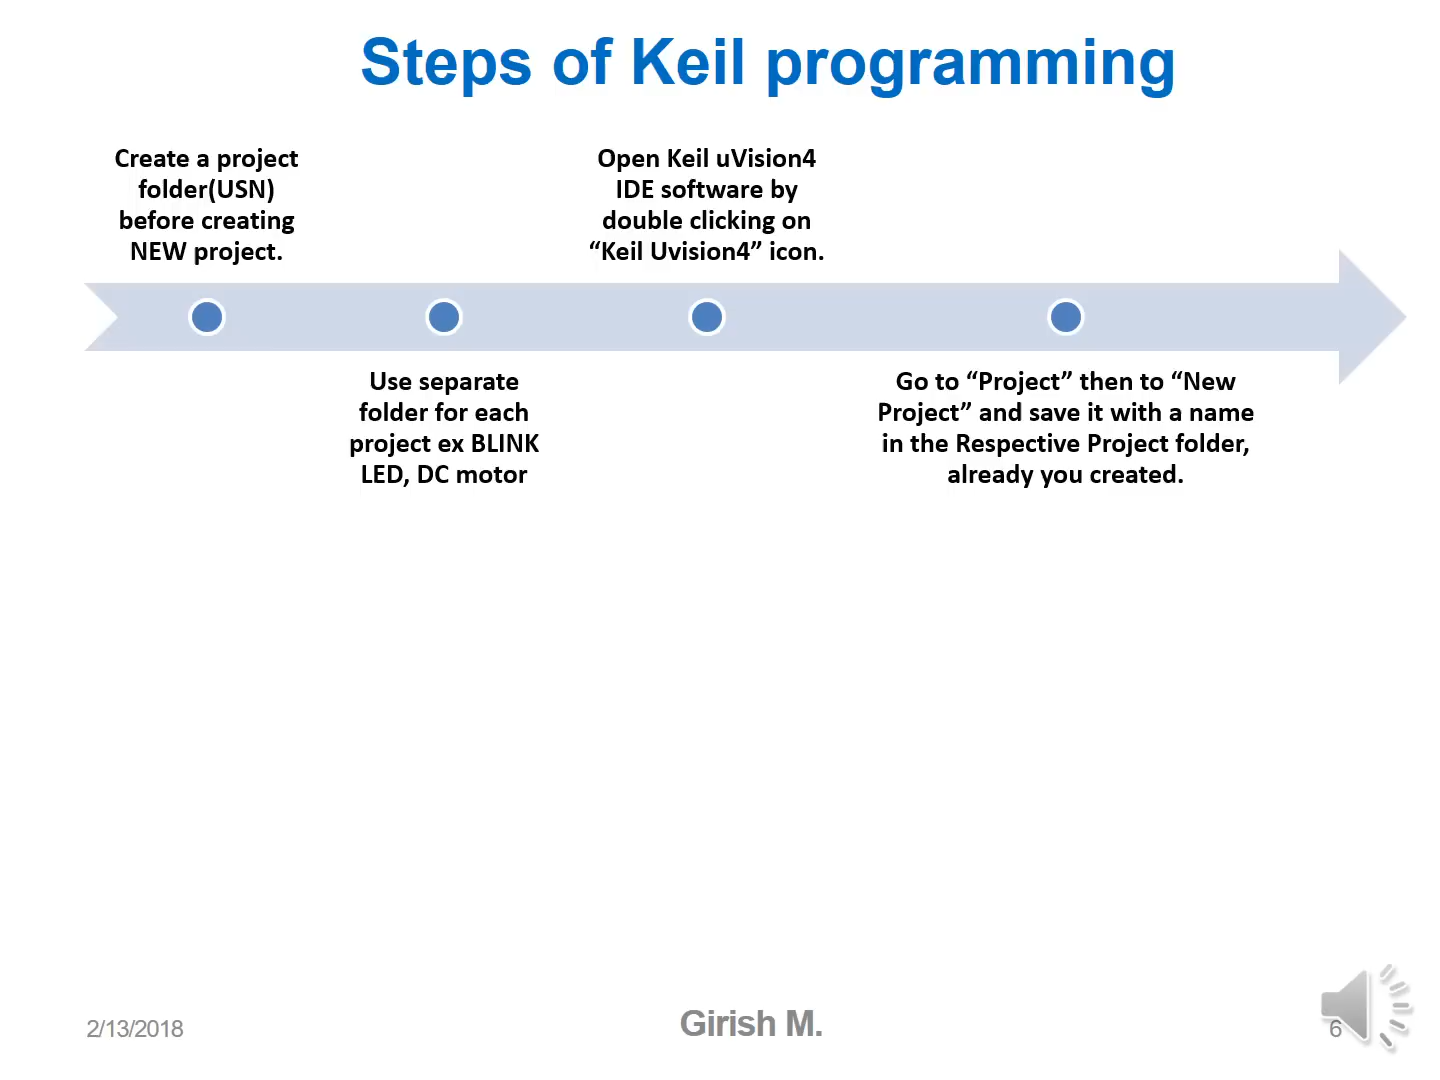 Steps of Keil programming
Create a project
folder(USN)
before creating
NEW project.
Use separate
folder for each
project ex BLINK
LED, DC motor
Open Keil uVision4
IDE software by
double clicking on
“Keil Uvision4” icon.
Go to “Project” then to “New
Project” and save it with a name
in the Respective Project folder,
already you created.
2/13/2018
Girish M.
6